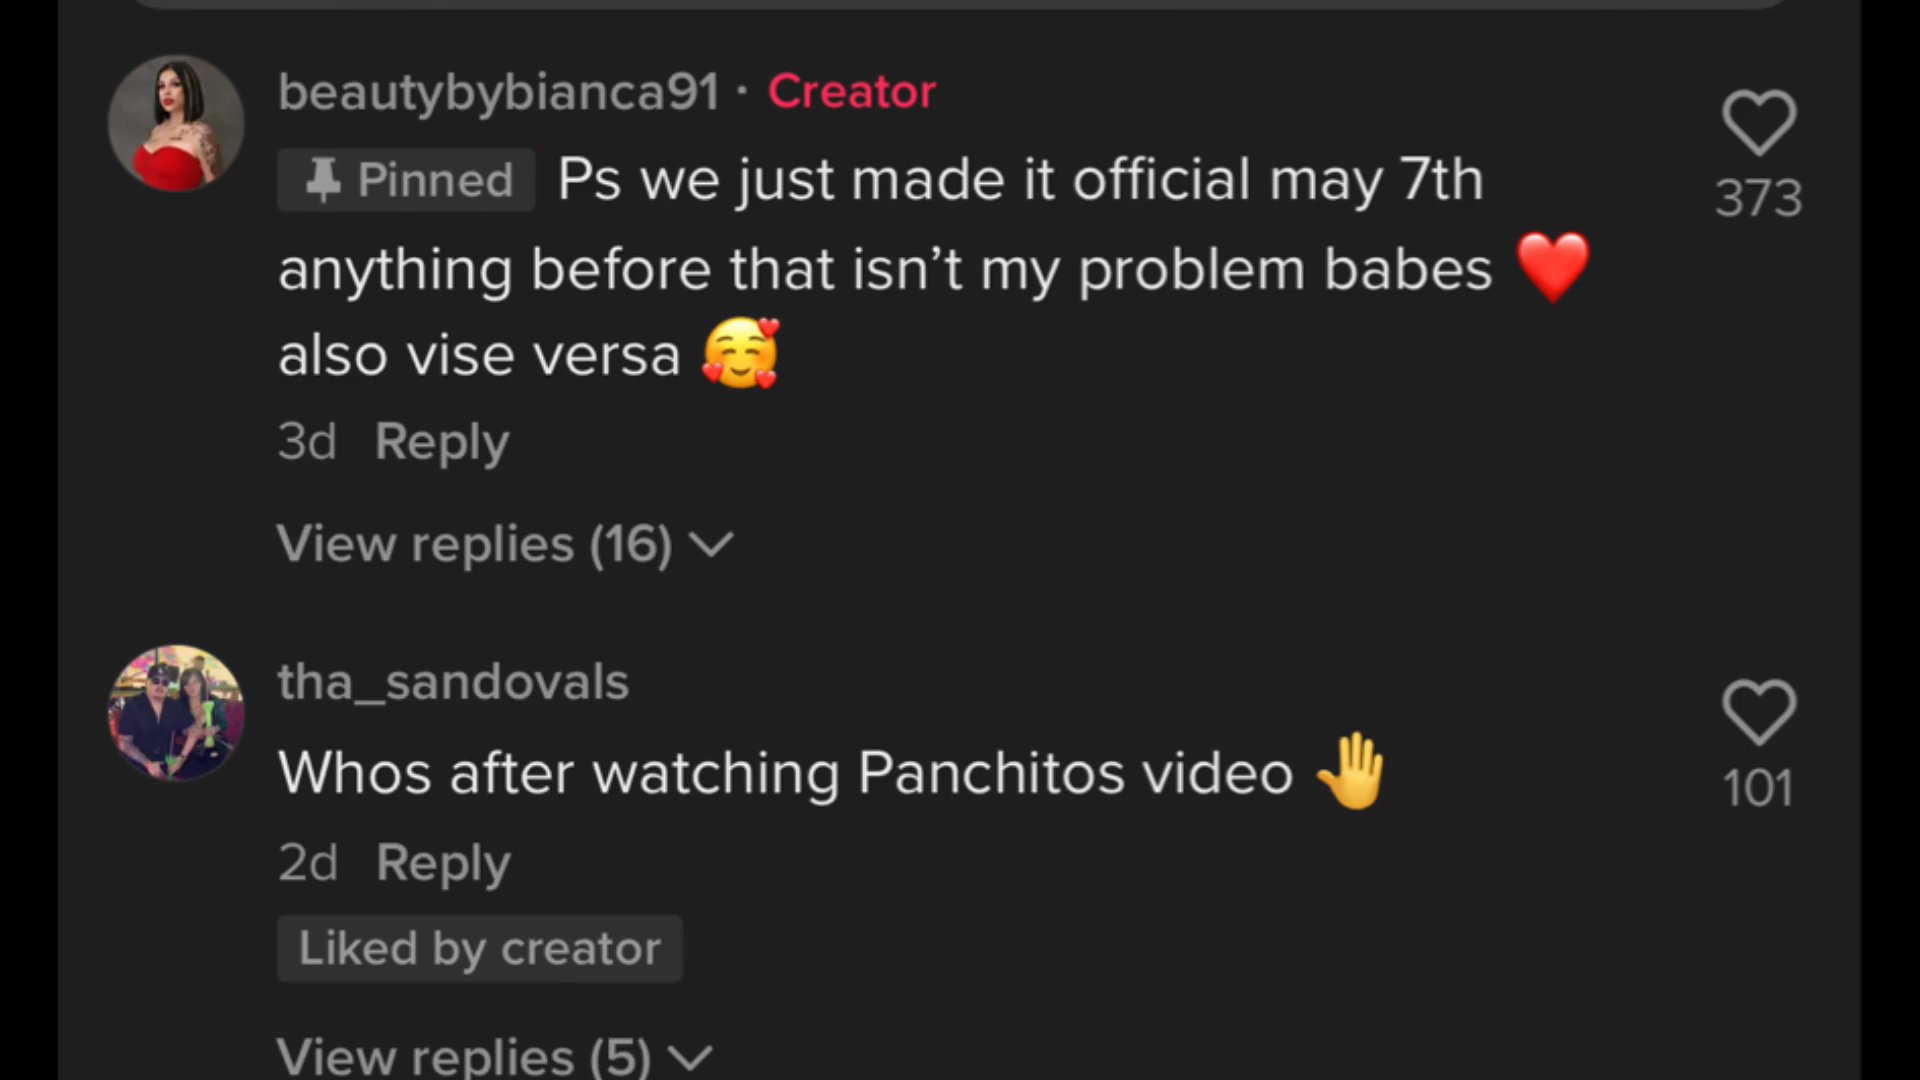 beautybybianca91 · Creator
Pinned Ps we just made it official may 7th
373
anything before that isn’t my problem babes ❤️
also vise versa 🥰
3d Reply
View replies (16)
tha_sandovals
Whos after watching Panchitos video 🤚
101
2d Reply
Liked by creator
View replies (5)